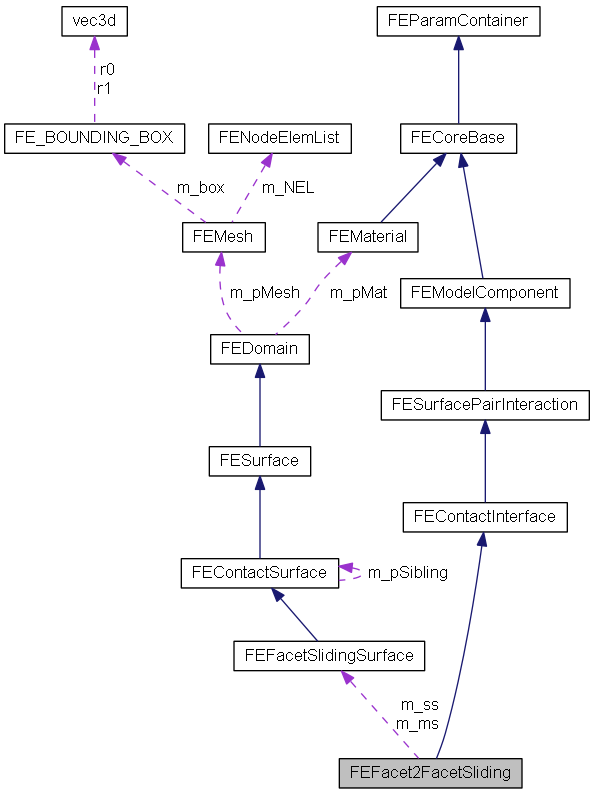 vec3d
FEParamContainer
r0
r1
FE_BOUNDING_BOX
FENodeElemList
FECoreBase
m_box
m_NEL
FEMesh
FEMaterial
m_pMesh
m_pMat
FEModelComponent
FEDomain
FESurfacePairInteraction
FESurface
FEContactInterface
FEContactSurface
m_pSibling
FEFacetSlidingSurface
m_ss
m_ms
FEFacet2FacetSliding